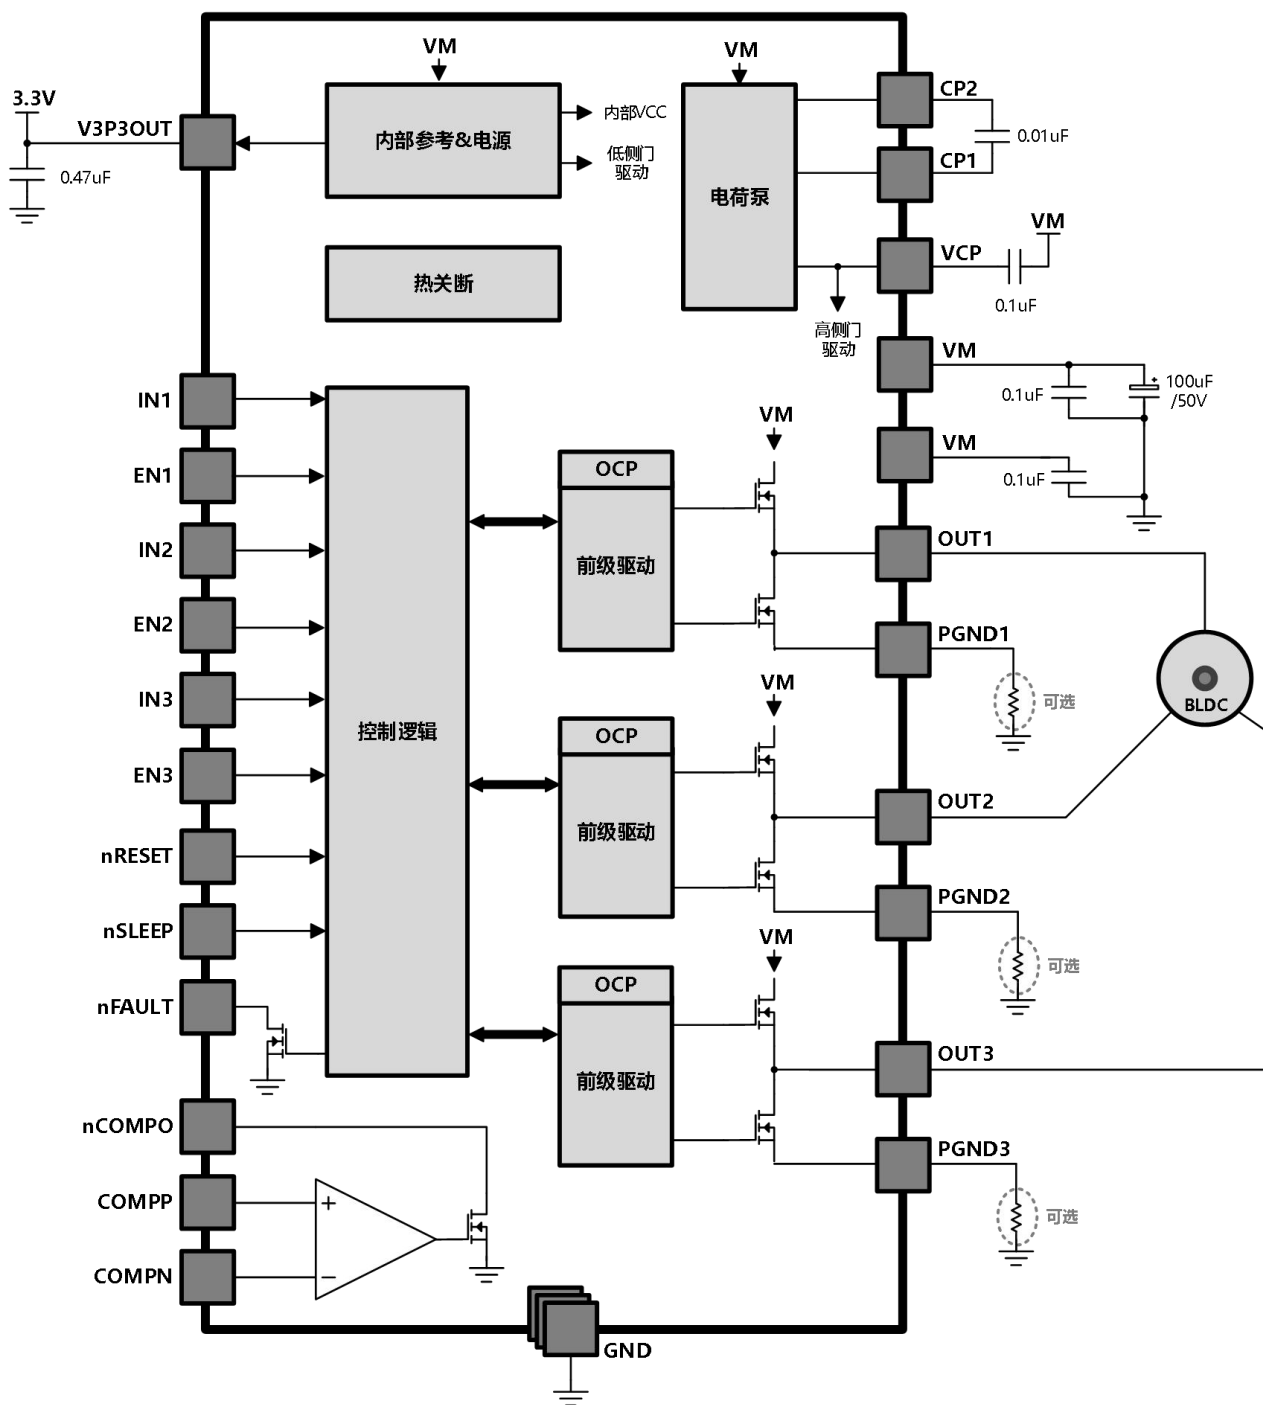 VM
VM
3.3V
V3P3OUT
0.47uF
内部参考&电源
内部VCC
低侧门
驱动
电荷泵
CP2
0.01uF
CP1
VM
VCP
0.1uF
热关断
高侧门
驱动
VM
0.1uF
+
100uF
/50V
VM
0.1uF
IN1
EN1
IN2
EN2
IN3
EN3
nRESET
nSLEEP
nFAULT
控制逻辑
OCP
前级驱动
VM
OUT1
PGND1
可选
BLDC
OCP
前级驱动
VM
OUT2
PGND2
可选
OCP
前级驱动
VM
OUT3
PGND3
可选
nCOMPO
COMPP
+
COMPN
−
GND